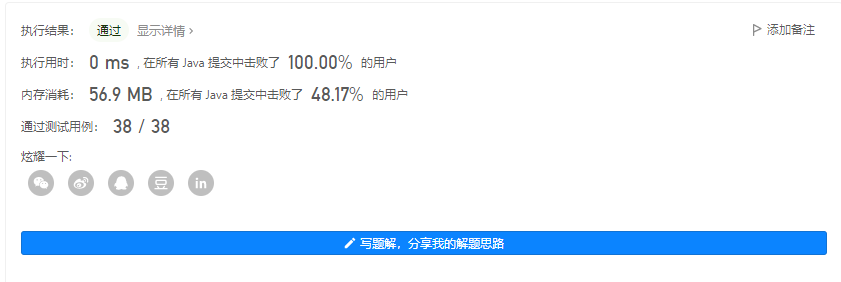 执行结果： 通过 显示详情 › 添加备注
执行用时： 0 ms , 在所有 Java 提交中击败了 100.00% 的用户
内存消耗： 56.9 MB , 在所有 Java 提交中击败了 48.17% 的用户
通过测试用例： 38 / 38
炫耀一下:
豆 in
写题解，分享我的解题思路